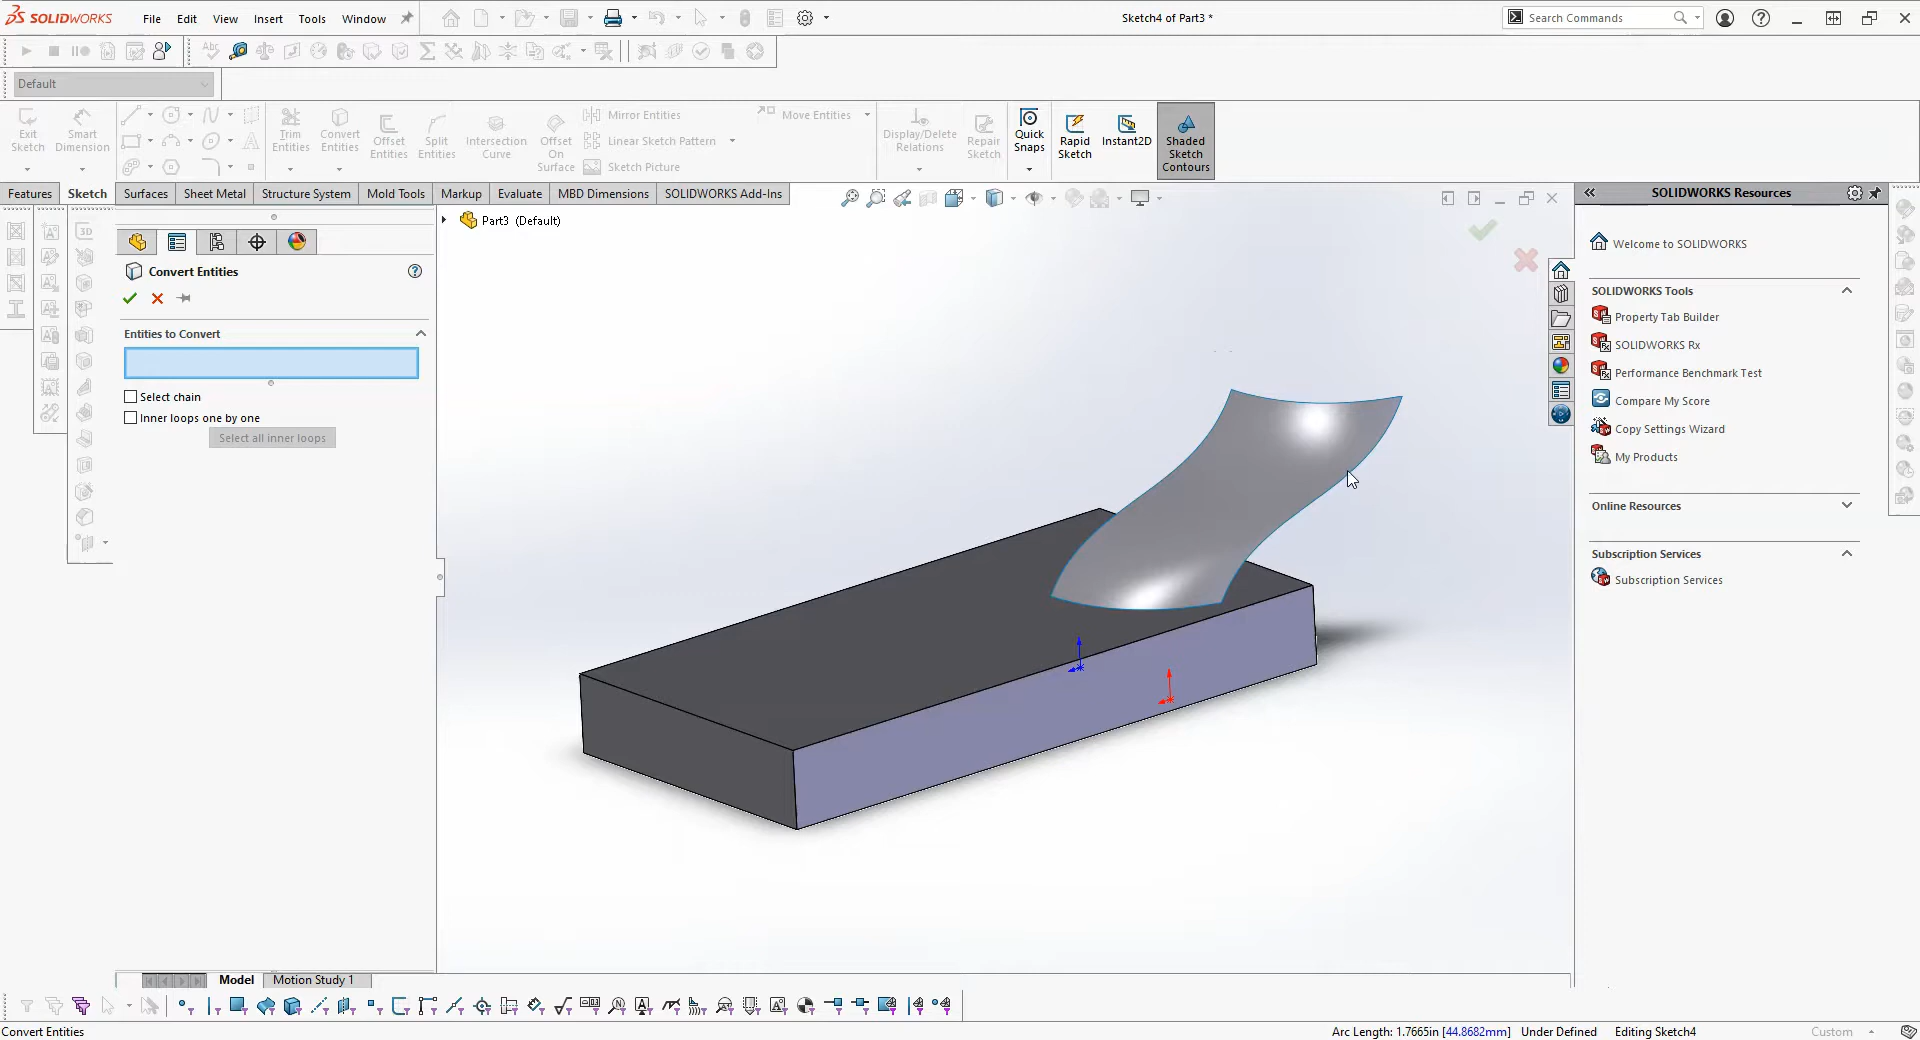 SOLIDWORKS
File Edit View Insert Tools Window
Sketch4 of Part3 *
Search Commands
Default
Exit Sketch
Smart Dimension
Trim Entities
Convert Entities
Offset Entities
Split Entities
Intersection Curve
Offset On Surface
Mirror Entities
Linear Sketch Pattern
Sketch Picture
Move Entities
Display/Delete Relations
Repair Sketch
Quick Snaps
Rapid Sketch
Instant2D
Shaded Sketch Contours
Features Sketch Surfaces Sheet Metal Structure System Mold Tools Markup Evaluate MBD Dimensions SOLIDWORKS Add-Ins
Part3 (Default)
Convert Entities
Entities to Convert
Select chain
Inner loops one by one
Select all inner loops
SOLIDWORKS Resources
Welcome to SOLIDWORKS
SOLIDWORKS Tools
Property Tab Builder
SOLIDWORKS Rx
Performance Benchmark Test
Compare My Score
Copy Settings Wizard
My Products
Online Resources
Subscription Services
Subscription Services
Model Motion Study 1
Convert Entities
Arc Length: 1.7665in [44.8682mm] Under Defined Editing Sketch4 Custom